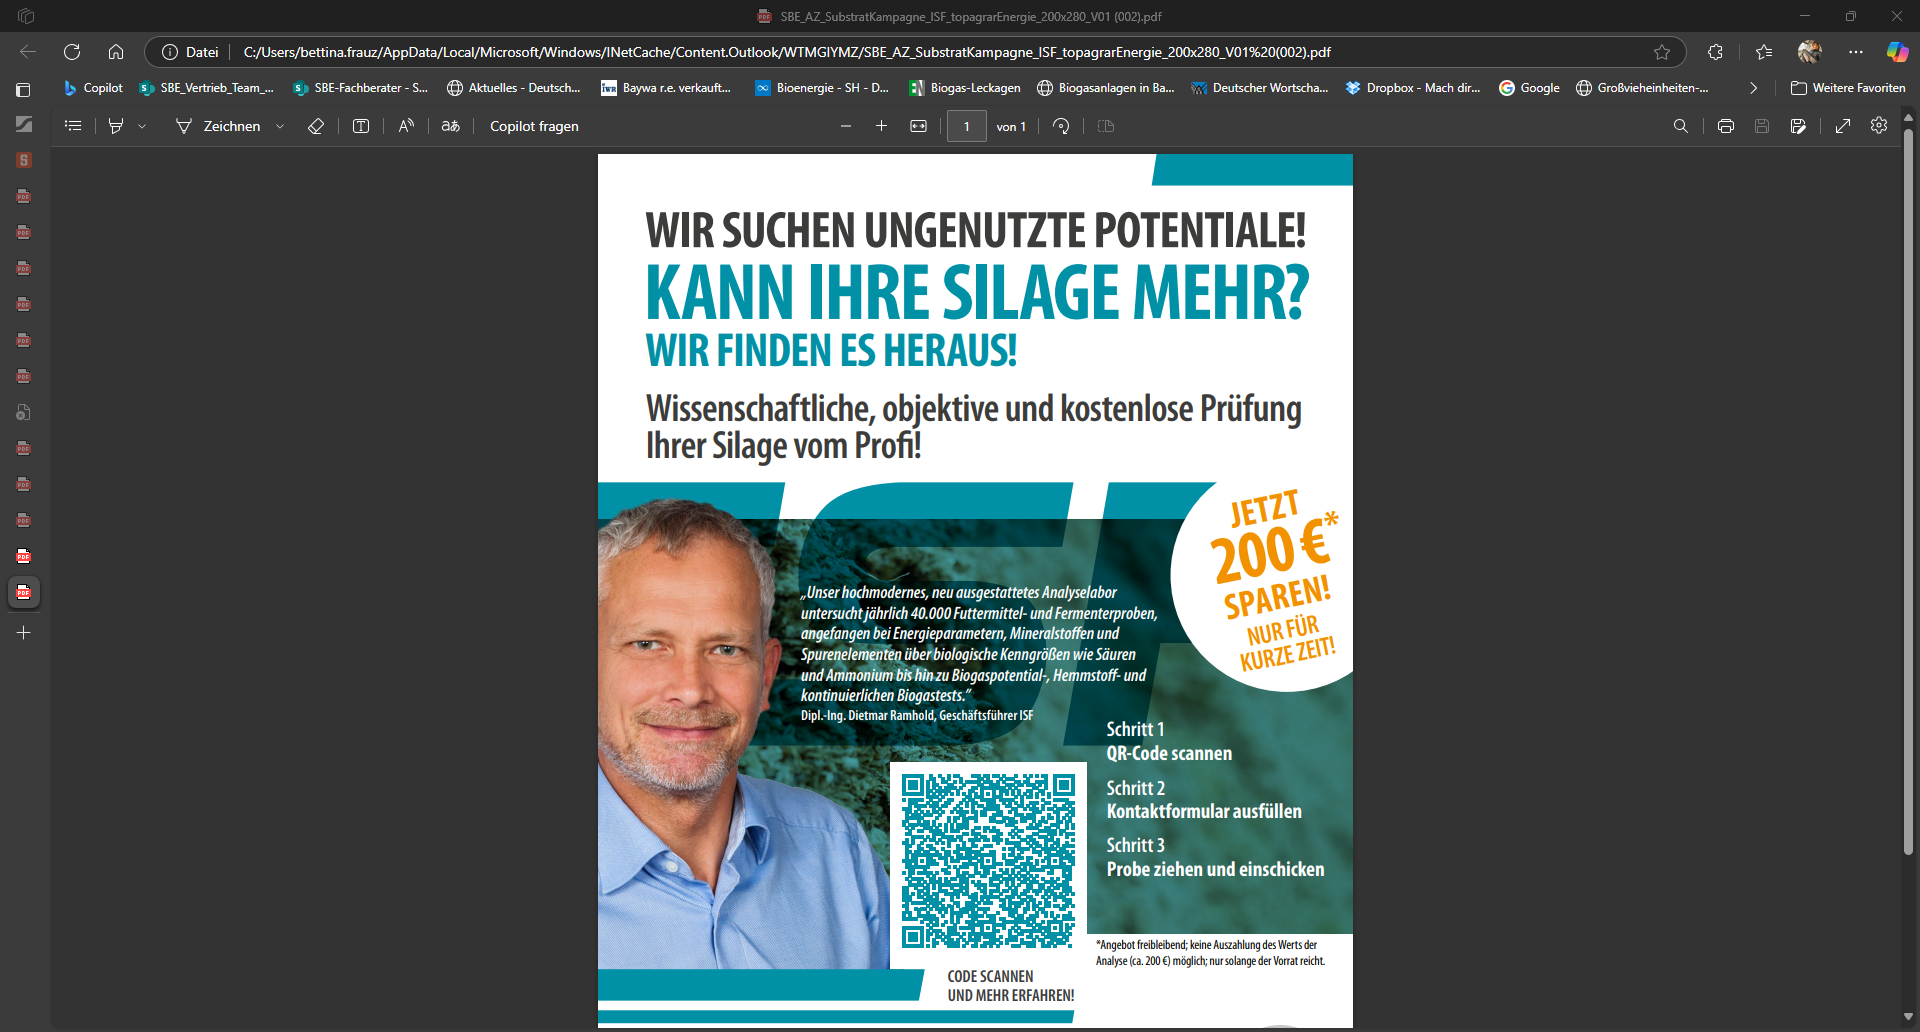 SBE_AZ_SubstratKampagne_ISF_topagrarEnergie_200x280_V01 (002).pdf
Datei
C:/Users/bettina.frauz/AppData/Local/Microsoft/Windows/INetCache/Content.Outlook/WTMGIYMZ/SBE_AZ_SubstratKampagne_ISF_topagrarEnergie_200x280_V01%20(002).pdf
Copilot
SBE_Vertrieb_Team_...
SBE-Fachberater - S...
Aktuelles - Deutsch...
Baywa r.e. verkauft...
Bioenergie - SH - D...
Biogas-Leckagen
Biogasanlagen in Ba...
Deutscher Wortscha...
Dropbox - Mach dir...
Google
Großvieheinheiten-...
Weitere Favoriten
Zeichnen
Copilot fragen
1 von 1
WIR SUCHEN UNGENUTZTE POTENTIALE!
KANN IHRE SILAGE MEHR?
WIR FINDEN ES HERAUS!
Wissenschaftliche, objektive und kostenlose Prüfung
Ihrer Silage vom Profi!
ISF
JETZT
200 €*
SPAREN!
NUR FÜR
KURZE ZEIT!
„Unser hochmodernes, neu ausgestattetes Analyselabor
untersucht jährlich 40.000 Futtermittel- und Fermenterproben,
angefangen bei Energieparametern, Mineralstoffen und
Spurenelementen über biologische Kenngrößen wie Säuren
und Ammonium bis hin zu Biogaspotential-, Hemmstoff- und
kontinuierlichen Biogastests.“
Dipl.-Ing. Dietmar Ramhold, Geschäftsführer ISF
Schritt 1
QR-Code scannen
Schritt 2
Kontaktformular ausfüllen
Schritt 3
Probe ziehen und einschicken
*Angebot freibleibend; keine Auszahlung des Werts der
Analyse (ca. 200 €) möglich; nur solange der Vorrat reicht.
CODE SCANNEN
UND MEHR ERFAHREN!